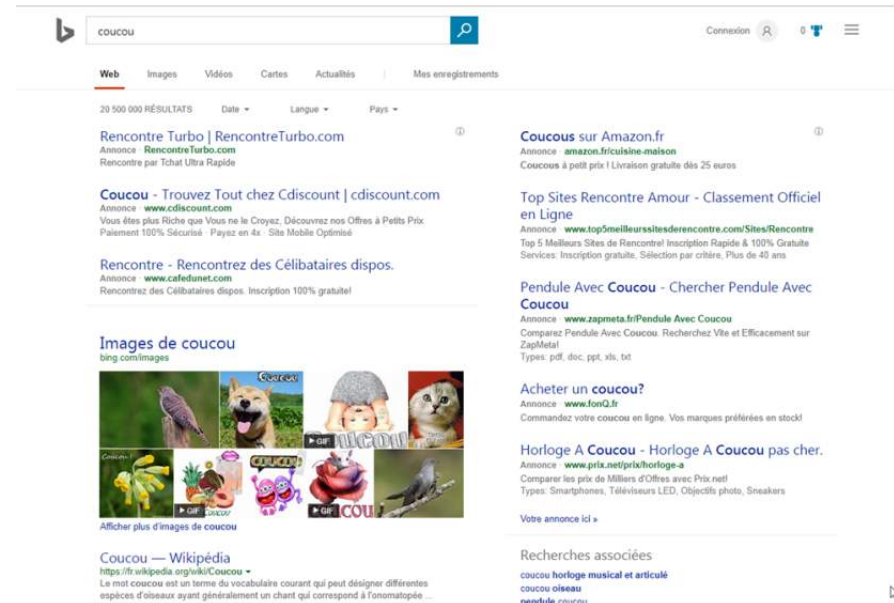 coucou
Connexion
0
Web Images Vidéos Cartes Actualités Mes enregistrements
20 500 000 RÉSULTATS Date Langue Pays
Rencontre Turbo | RencontreTurbo.com
Annonce · RencontreTurbo.com
Rencontre par Tchat Ultra Rapide
Coucou - Trouvez Tout chez Cdiscount | cdiscount.com
Annonce · www.cdiscount.com
Vous êtes plus Riche que Vous ne le Croyez, Découvrez nos Offres à Petits Prix
Paiement 100% Sécurisé · Payez en 4x · Site Mobile Optimisé
Rencontre - Rencontrez des Célibataires dispos.
Annonce · www.cafedunet.com
Rencontrez des Célibataires dispos. Inscription 100% gratuite!
Images de coucou
bing.com/images
Coucou
GIF
COUCOU
Coucou !
GIF
Coucou
COUCOU
GIF
COU
Afficher plus d'images de coucou
Coucou — Wikipédia
https://fr.wikipedia.org/wiki/Coucou
Le mot coucou est un terme du vocabulaire courant qui peut désigner différentes
espèces d'oiseaux ayant généralement un chant qui correspond à l'onomatopée ...
Coucous sur Amazon.fr
Annonce · amazon.fr/cuisine-maison
Coucous à petit prix ! Livraison gratuite dès 25 euros
Top Sites Rencontre Amour - Classement Officiel
en Ligne
Annonce · www.top5meilleurssitesderencontre.com/Sites/Rencontre
Top 5 Meilleurs Sites de Rencontre! Inscription Rapide & 100% Gratuite
Services: Inscription gratuite, Sélection par critère, Plus de 40 ans
Pendule Avec Coucou - Chercher Pendule Avec
Coucou
Annonce · www.zapmeta.fr/Pendule Avec Coucou
Comparez Pendule Avec Coucou. Recherchez Vite et Efficacement sur
ZapMeta!
Types: pdf, doc, ppt, xls, txt
Acheter un coucou?
Annonce · www.fonQ.fr
Commandez votre coucou en ligne. Vos marques préférées en stock!
Horloge A Coucou - Horloge A Coucou pas cher.
Annonce · www.prix.net/prix/horloge-a
Comparer les prix de Milliers d'Offres avec Prix.net!
Types: Smartphones, Téléviseurs LED, Objectifs photo, Sneakers
Votre annonce ici »
Recherches associées
coucou horloge musical et articulé
coucou oiseau
pendule coucou